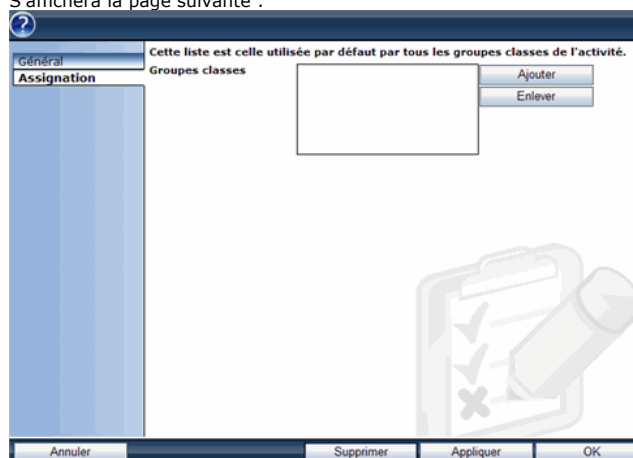 S'affichera la page suivante :
?
Général
Assignation
Cette liste est celle utilisée par défaut par tous les groupes classes de l'activité.
Groupes classes
Ajouter
Enlever
Annuler
Supprimer
Appliquer
OK